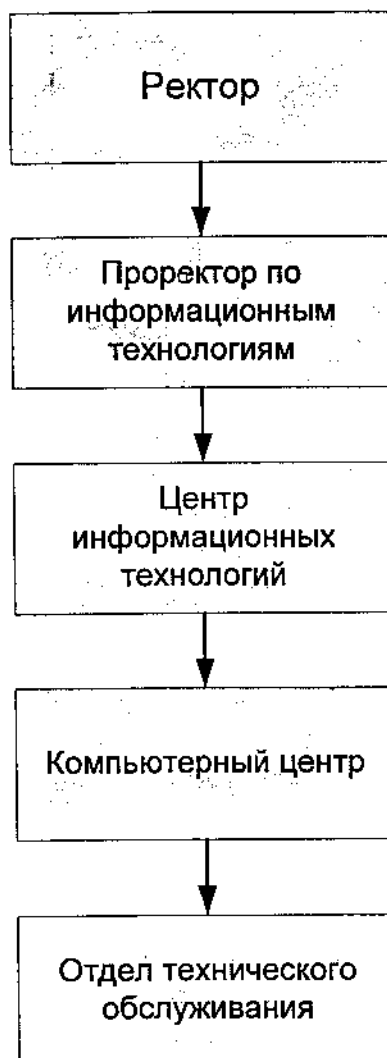 Ректор
Проректор по
информационным
технологиям
Центр
информационных
технологий
Компьютерный центр
Отдел технического
обслуживания